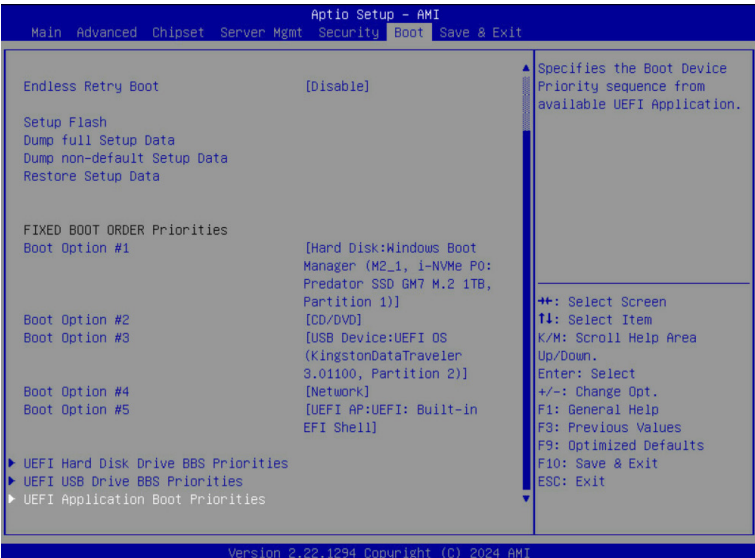 Aptio Setup – AMI
Main Advanced Chipset Server Mgmt Security Boot Save & Exit
Endless Retry Boot [Disable]
Setup Flash
Dump full Setup Data
Dump non-default Setup Data
Restore Setup Data
FIXED BOOT ORDER Priorities
Boot Option #1 [Hard Disk:Windows Boot
Manager (M2_1, i-NVMe P0:
Predator SSD GM7 M.2 1TB,
Partition 1)]
Boot Option #2 [CD/DVD]
Boot Option #3 [USB Device:UEFI OS
(KingstonDataTraveler
3.01100, Partition 2)]
Boot Option #4 [Network]
Boot Option #5 [UEFI AP:UEFI: Built-in
EFI Shell]
UEFI Hard Disk Drive BBS Priorities
UEFI USB Drive BBS Priorities
UEFI Application Boot Priorities
Specifies the Boot Device
Priority sequence from
available UEFI Application.
→←: Select Screen
↑↓: Select Item
K/M: Scroll Help Area
Up/Down.
Enter: Select
+/-: Change Opt.
F1: General Help
F3: Previous Values
F9: Optimized Defaults
F10: Save & Exit
ESC: Exit
Version 2.22.1294 Copyright (C) 2024 AMI